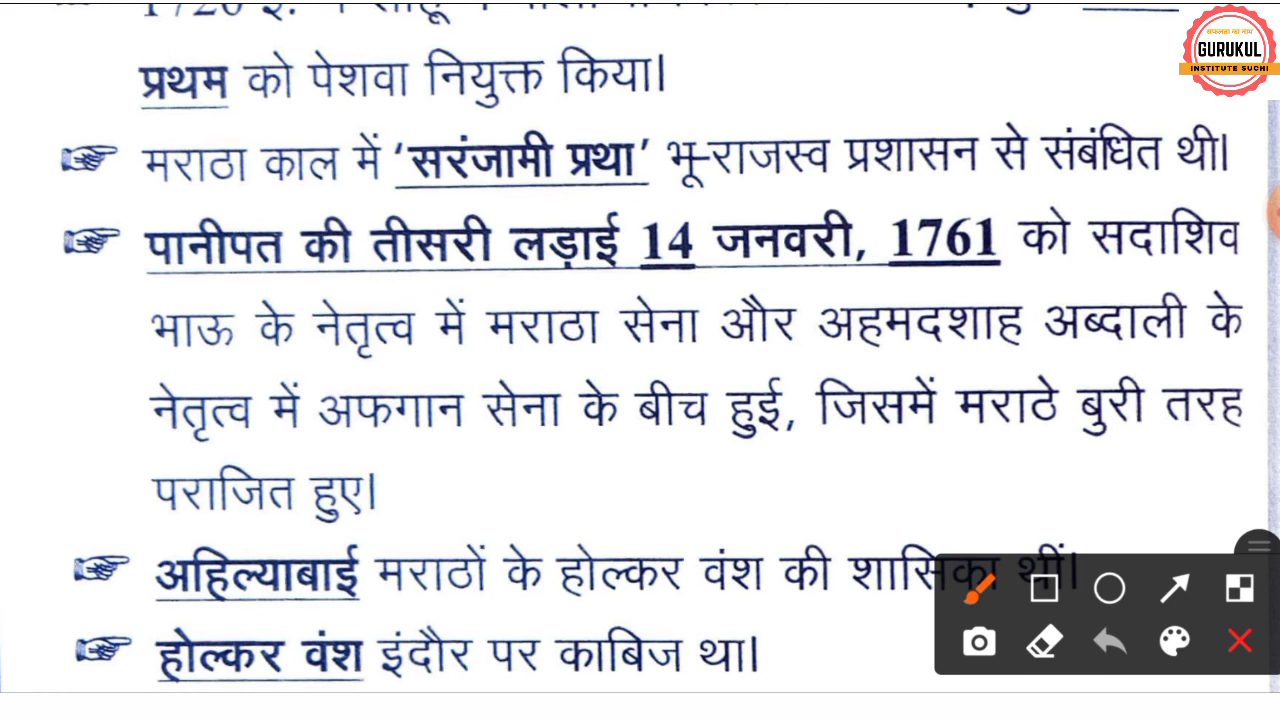 सफलता का नाम
GURUKUL
INSTITUTE SUCHI
प्रथम को पेशवा नियुक्त किया।
मराठा काल में ‘सरंजामी प्रथा’ भू-राजस्व प्रशासन से संबंधित थी।
पानीपत की तीसरी लड़ाई 14 जनवरी, 1761 को सदाशिव
भाऊ के नेतृत्व में मराठा सेना और अहमदशाह अब्दाली के
नेतृत्व में अफगान सेना के बीच हुई, जिसमें मराठे बुरी तरह
पराजित हुए।
अहिल्याबाई मराठों के होल्कर वंश की शासिका थीं।
होल्कर वंश इंदौर पर काबिज था।